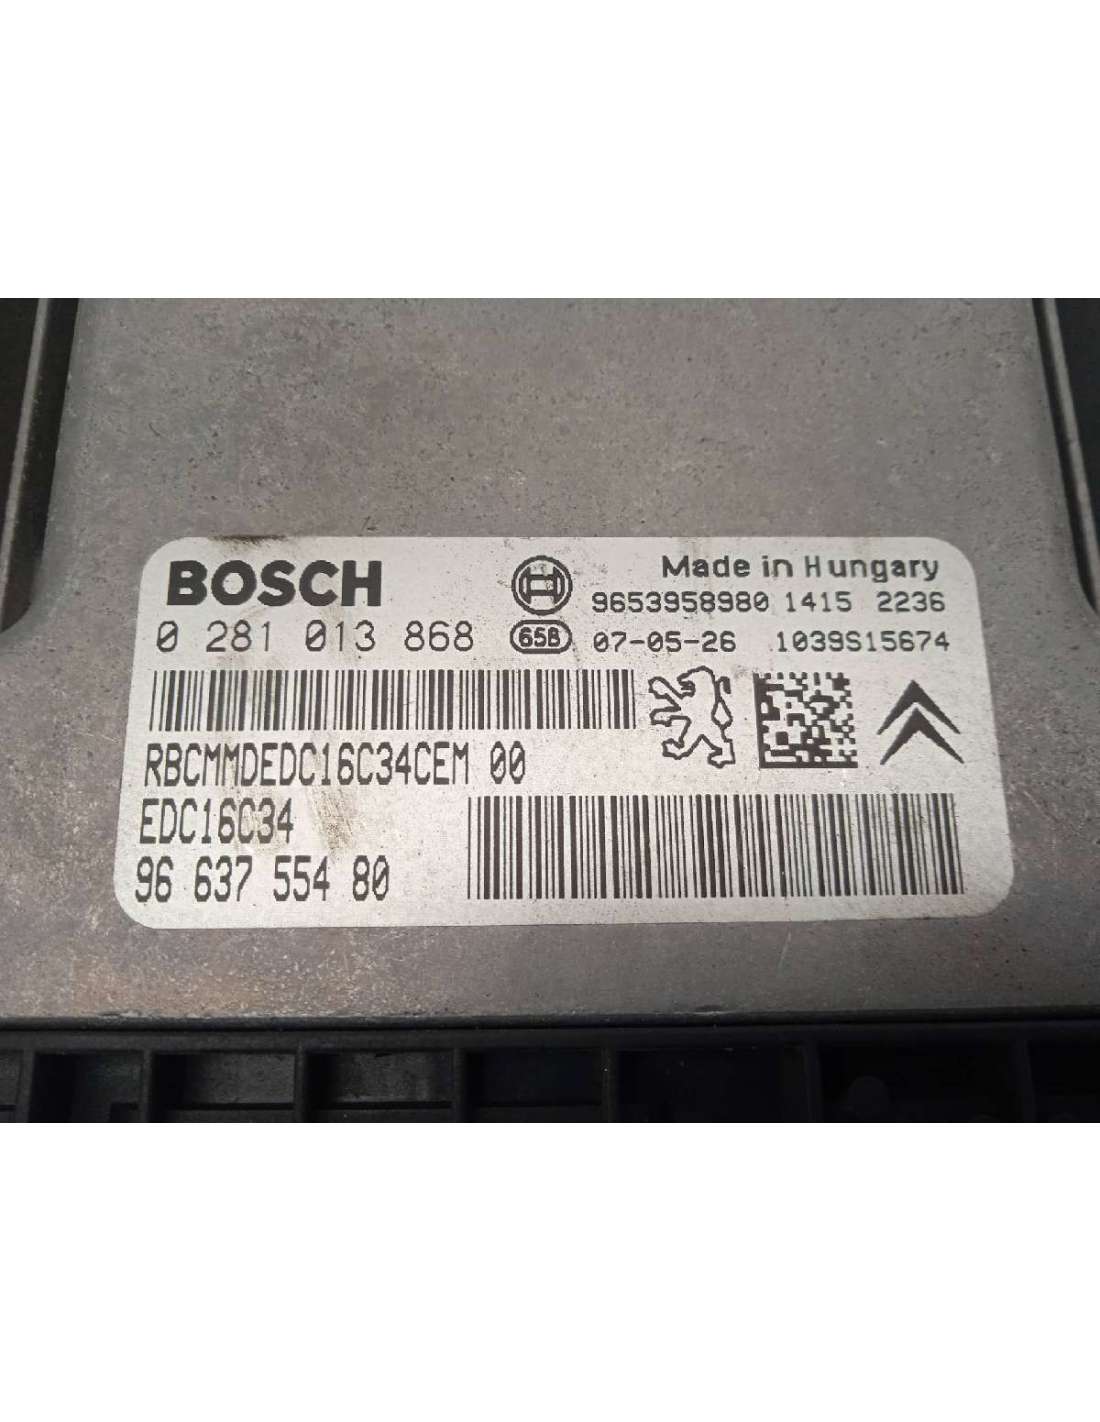 BOSCH
Made in Hungary
9653958980 1415 2236
0 281 013 868
65B
07-05-26 1039S15674
RBCMMDEDC16C34CEM 00
EDC16C34
96 637 554 80